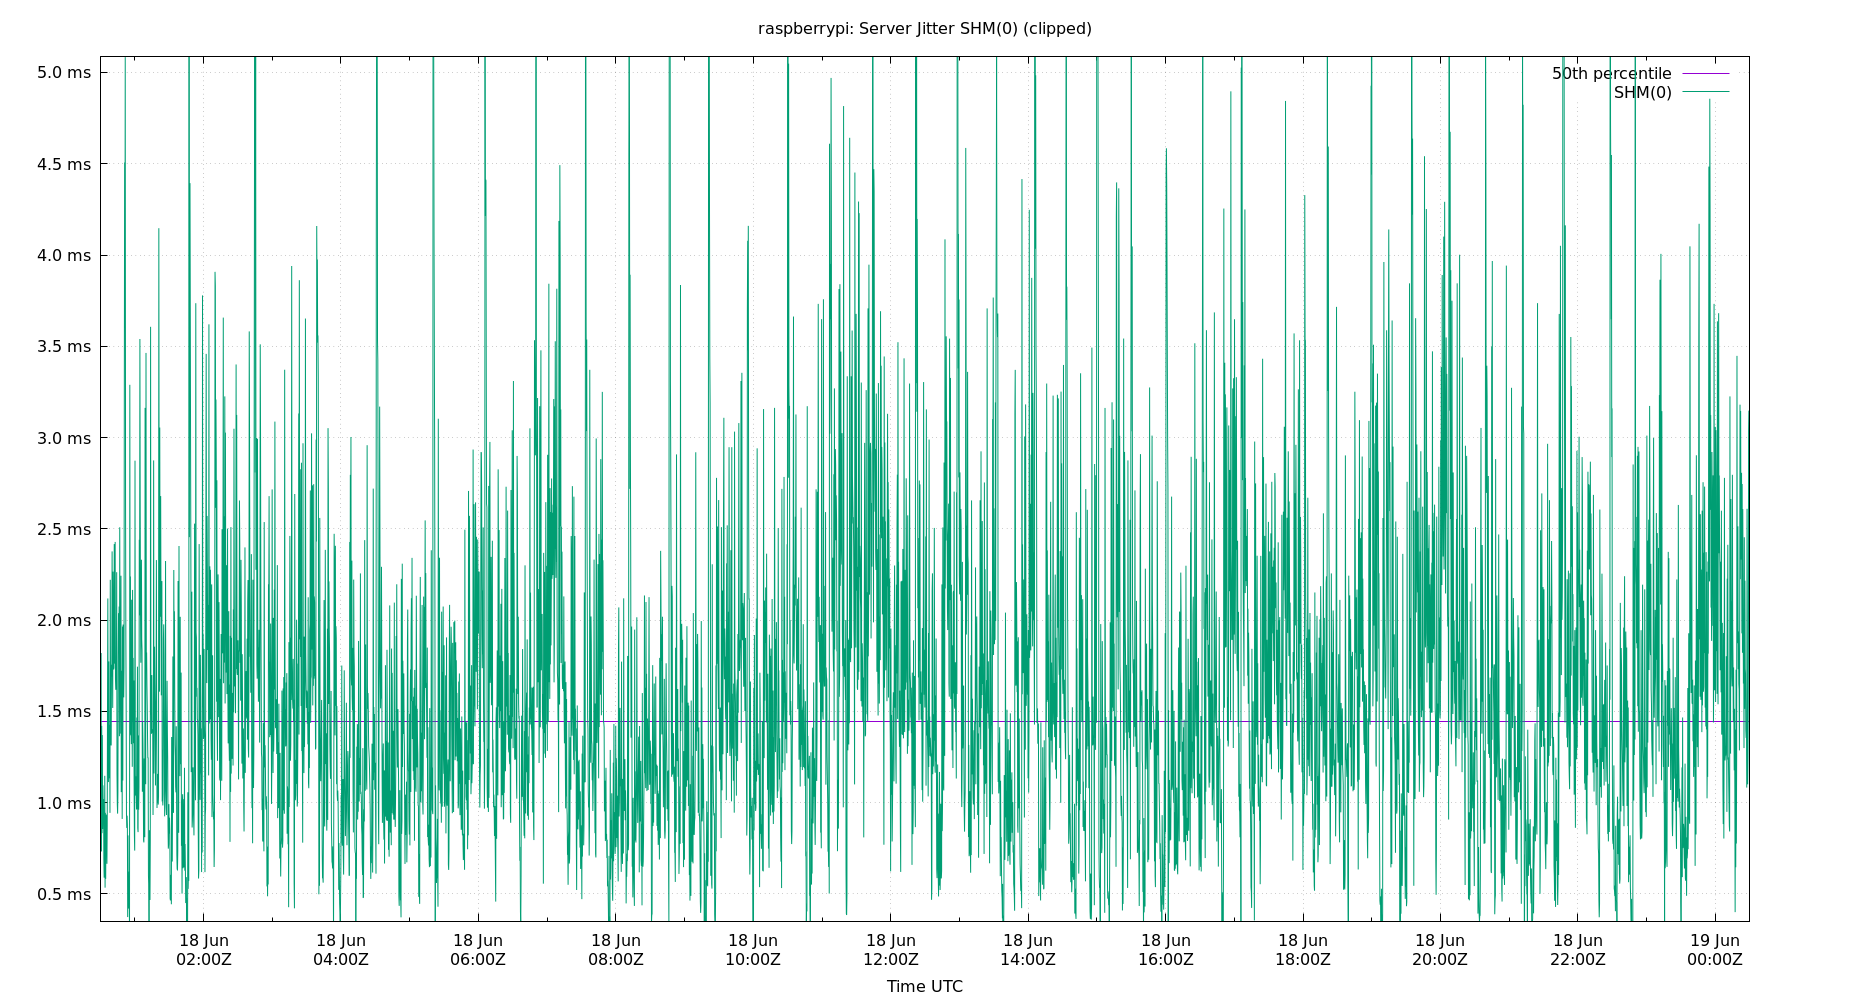 raspberrypi: Server Jitter SHM(0) (clipped)
5.0 ms
4.5 ms
4.0 ms
3.5 ms
3.0 ms
2.5 ms
2.0 ms
1.5 ms
1.0 ms
0.5 ms
50th percentile
SHM(0)
18 Jun 18 Jun 18 Jun 18 Jun 18 Jun 18 Jun 18 Jun 18 Jun 18 Jun 18 Jun 18 Jun 19 Jun
02:00Z 04:00Z 06:00Z 08:00Z 10:00Z 12:00Z 14:00Z 16:00Z 18:00Z 20:00Z 22:00Z 00:00Z
Time UTC